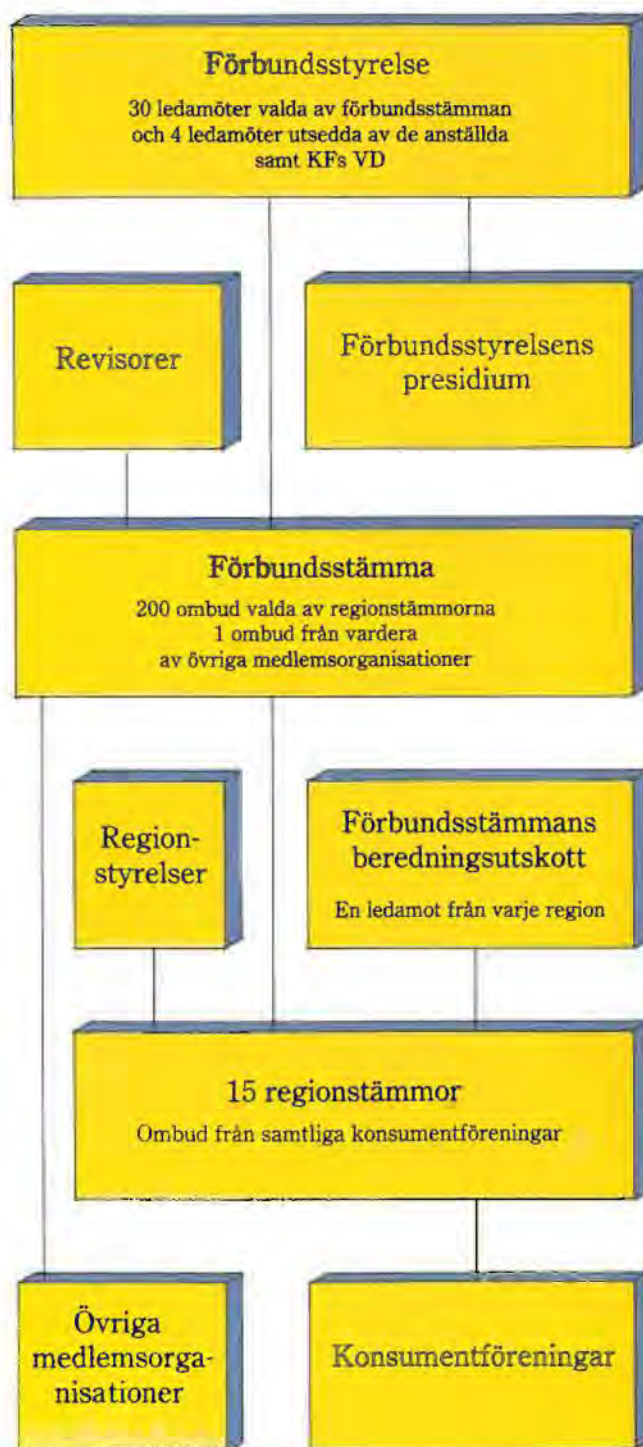 Förbundsstyrelse
30 ledamöter valda av förbundsstämman
och 4 ledamöter utsedda av de anställda
samt KFs VD
Revisorer
Förbundsstyrelsens
presidium
Förbundsstämma
200 ombud valda av regionstämmorna
1 ombud från vardera
av övriga medlemsorganisationer
Region-
styrelser
Förbundsstämmans
beredningsutskott
En ledamot från varje region
15 regionstämmor
Ombud från samtliga konsumentföreningar
Övriga
medlemsorga-
nisationer
Konsumentföreningar